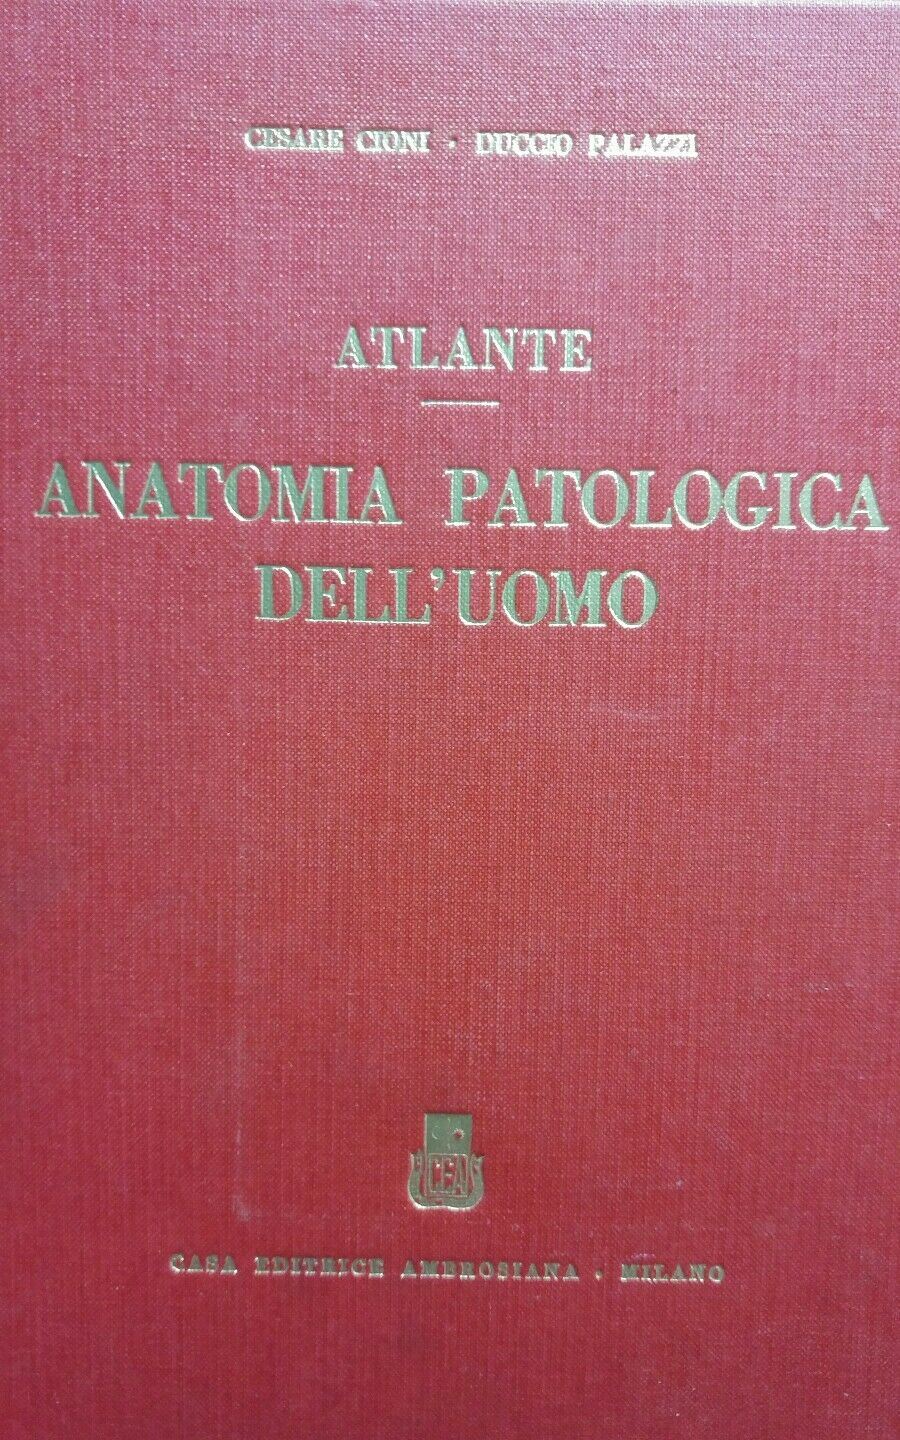 CESARE CIONI · DUCCIO PALAZZI
ATLANTE
ANATOMIA PATOLOGICA
DELL'UOMO
CEA
CASA EDITRICE AMBROSIANA · MILANO